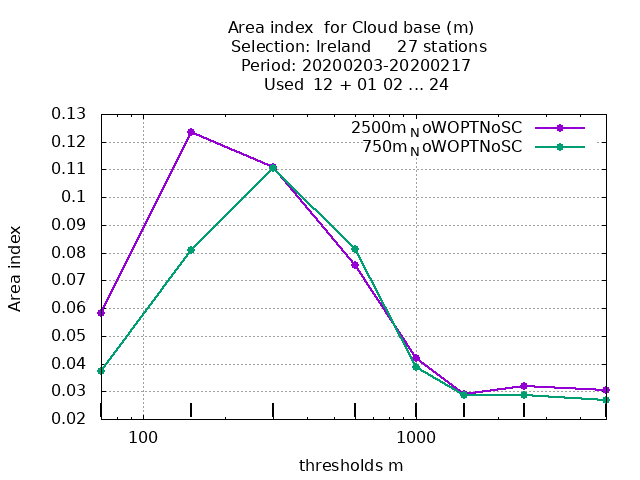 Area index  for Cloud base (m)
Selection: Ireland     27 stations
Period: 20200203-20200217
Used  12 + 01 02 ... 24
2500m_NoWOPTNoSC
750m_NoWOPTNoSC
0.13
0.12
0.11
0.1
0.09
0.08
0.07
0.06
0.05
0.04
0.03
0.02
Area index
100 1000
thresholds m